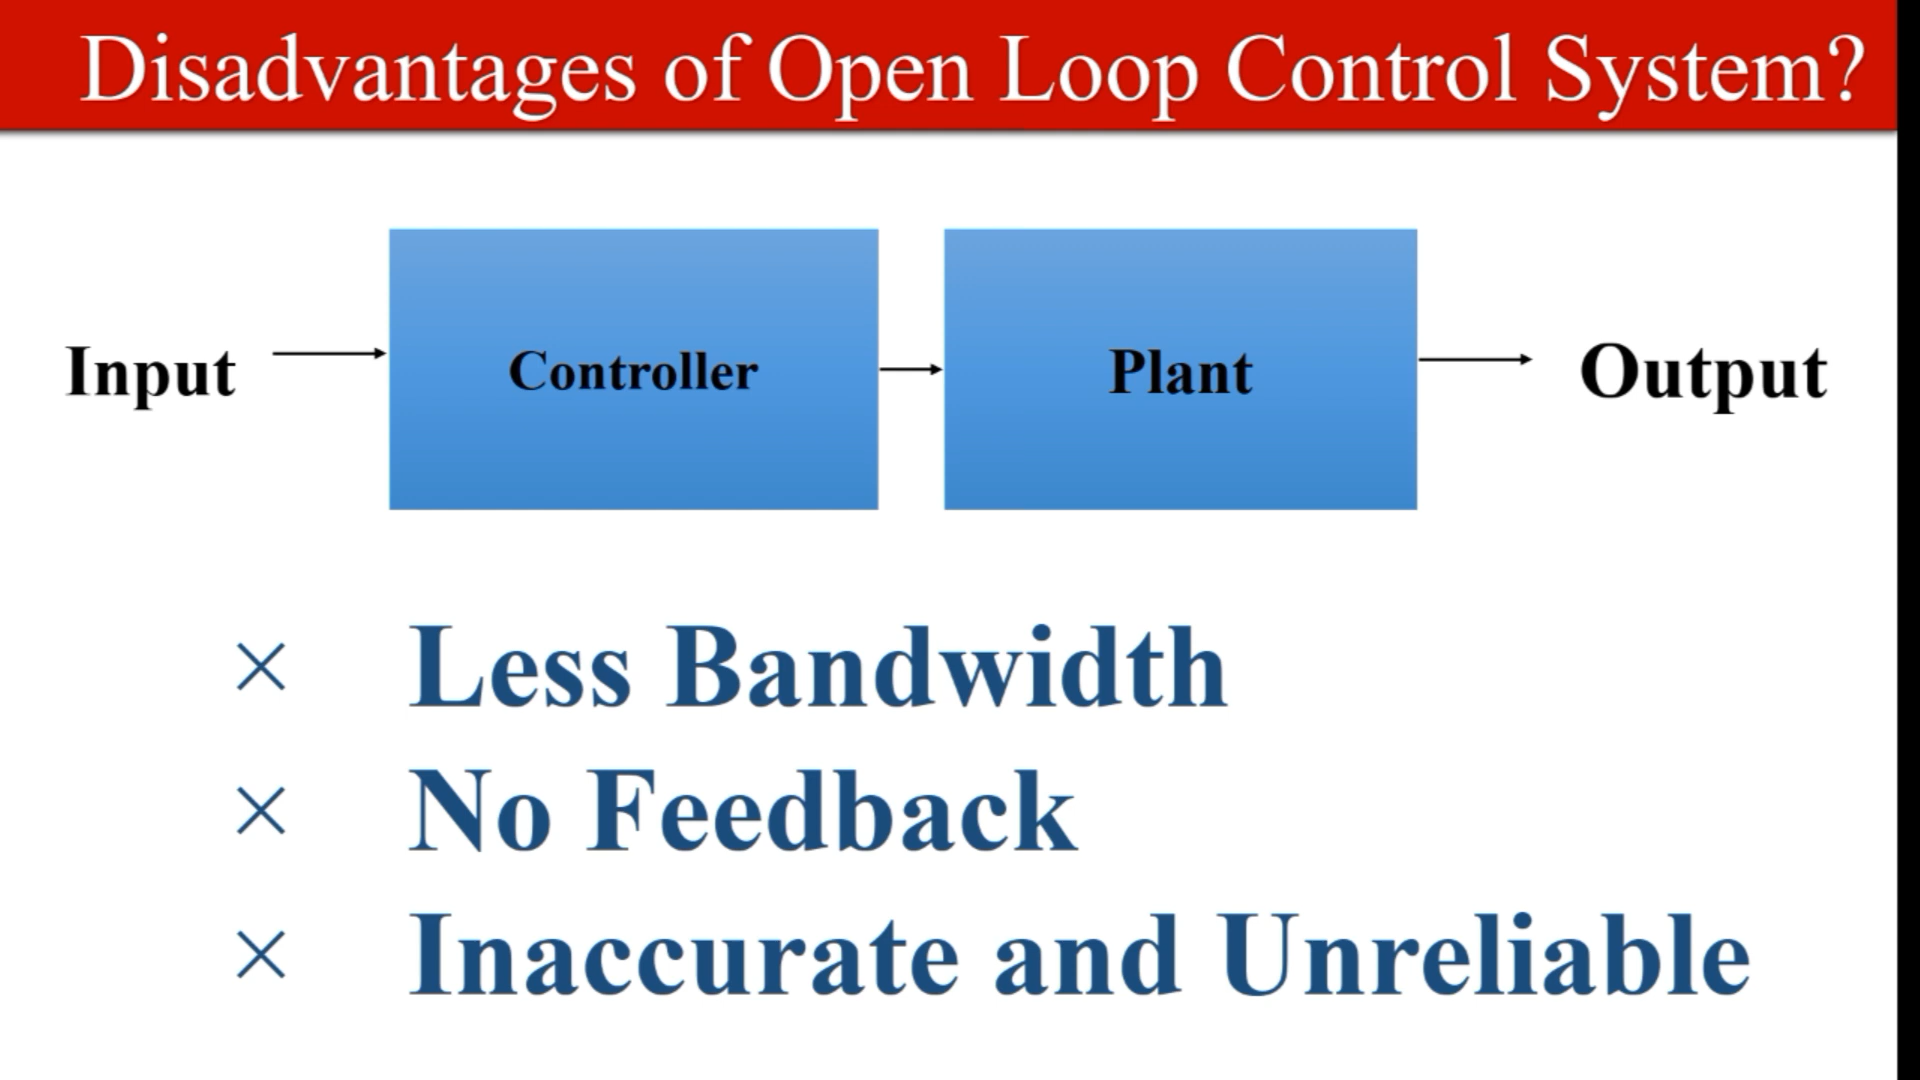 Disadvantages of Open Loop Control System?
Input
Controller
Plant
Output
× Less Bandwidth
× No Feedback
× Inaccurate and Unreliable